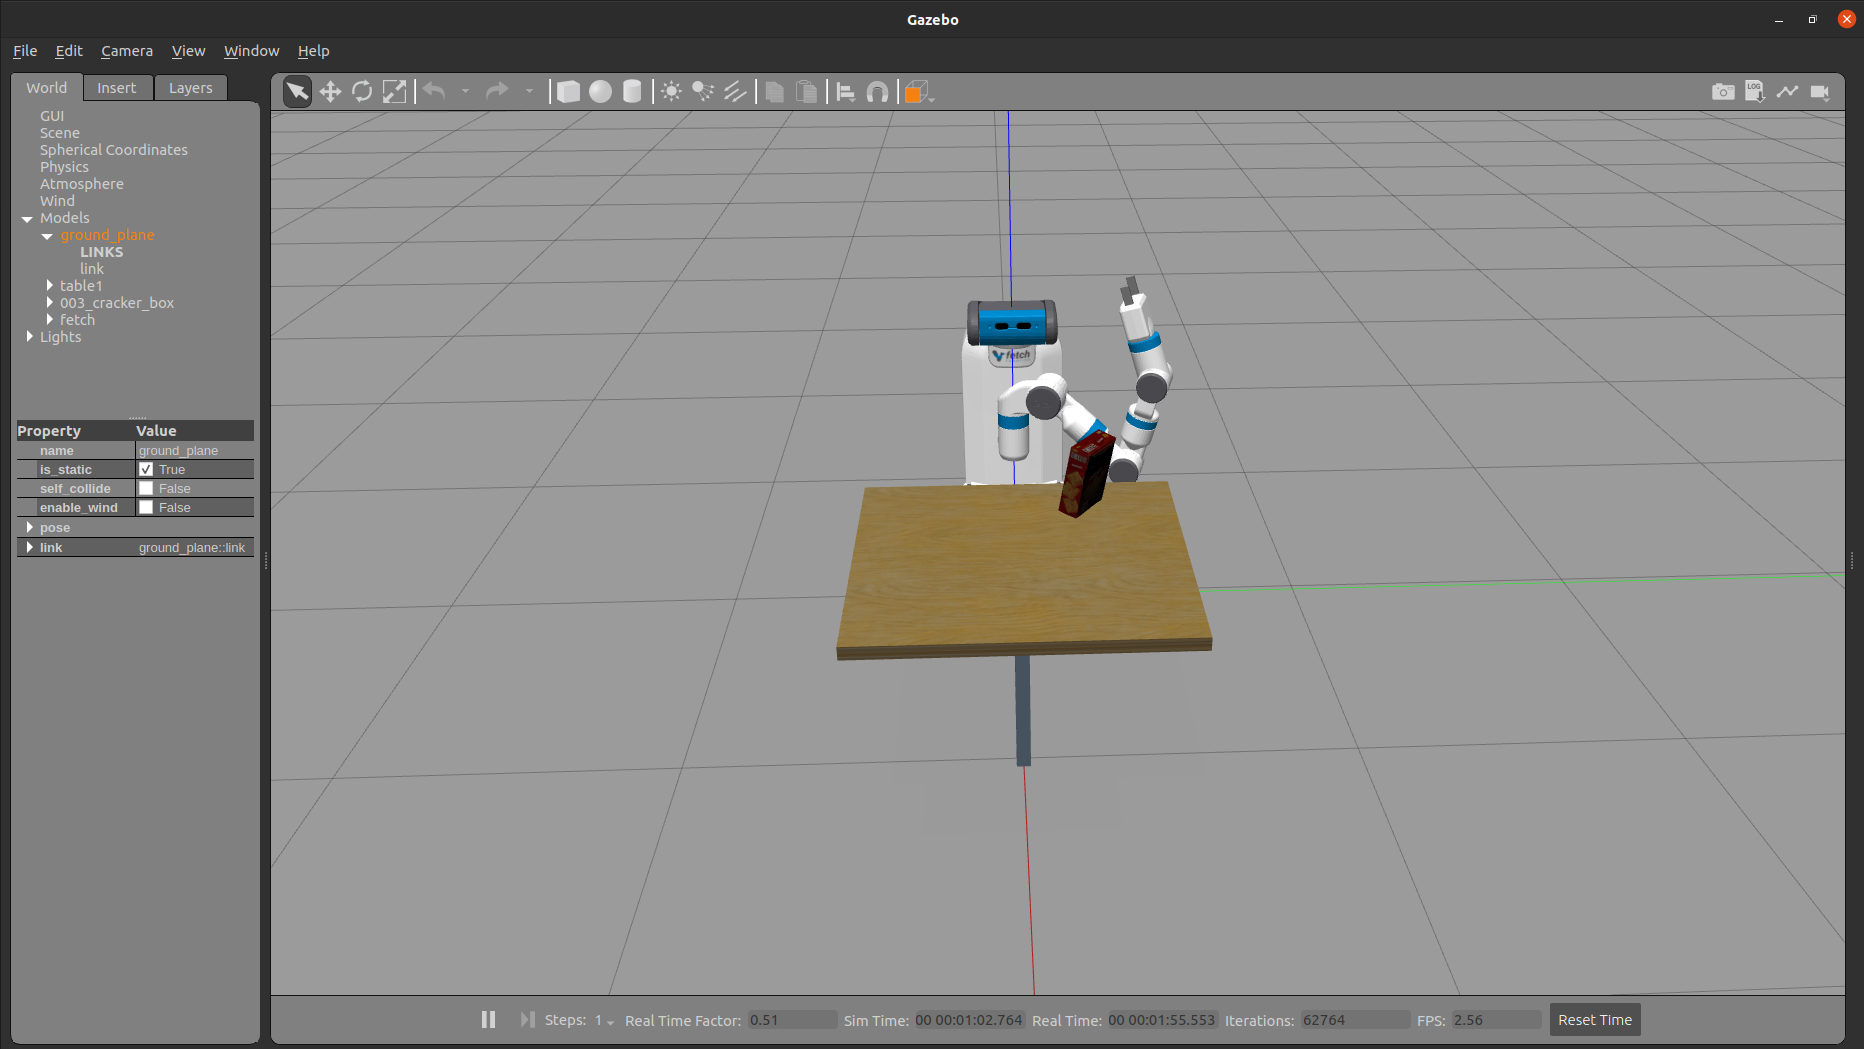 Gazebo
File Edit Camera View Window Help
World Insert Layers
GUI
Scene
Spherical Coordinates
Physics
Atmosphere
Wind
Models
ground_plane
LINKS
link
table1
003_cracker_box
fetch
Lights
Property Value
name ground_plane
is_static True
self_collide False
enable_wind False
pose
link ground_plane::link
LOG
fetch
Steps: 1 Real Time Factor: 0.51 Sim Time: 00 00:01:02.764 Real Time: 00 00:01:55.553 Iterations: 62764 FPS: 2.56 Reset Time